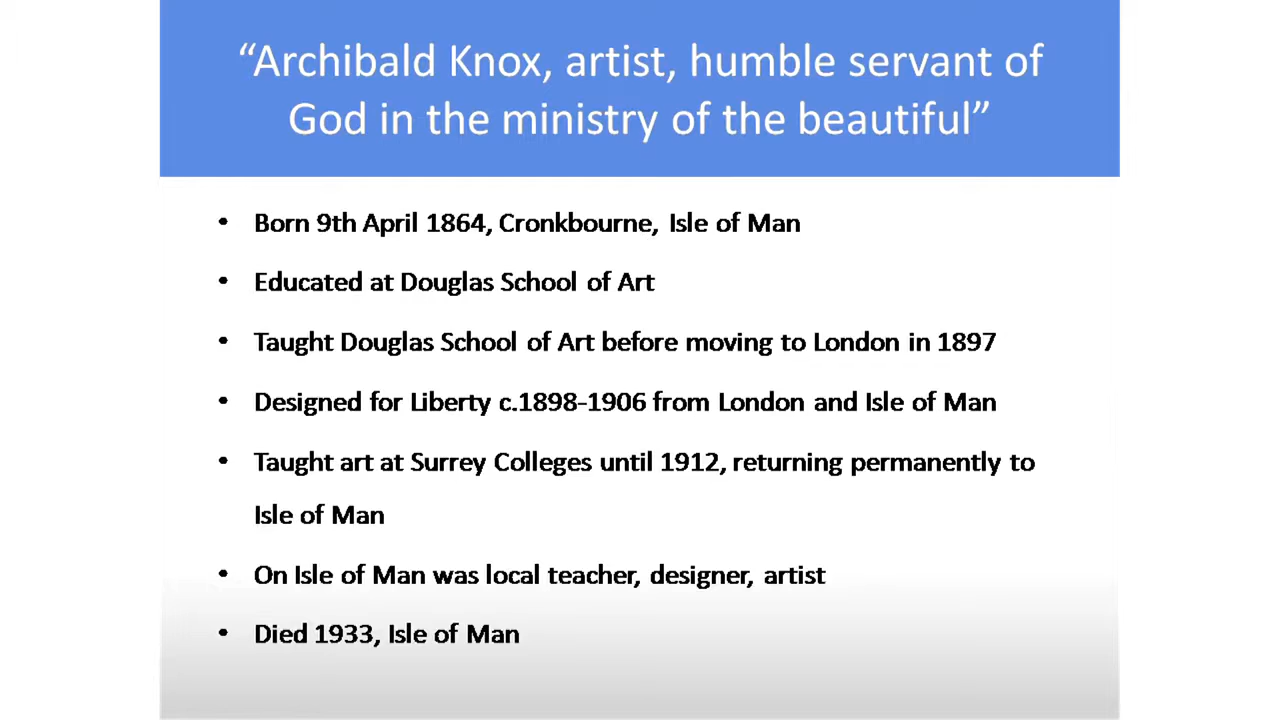 “Archibald Knox, artist, humble servant of
God in the ministry of the beautiful”
• Born 9th April 1864, Cronkbourne, Isle of Man
• Educated at Douglas School of Art
• Taught Douglas School of Art before moving to London in 1897
• Designed for Liberty c.1898-1906 from London and Isle of Man
• Taught art at Surrey Colleges until 1912, returning permanently to
Isle of Man
• On Isle of Man was local teacher, designer, artist
• Died 1933, Isle of Man